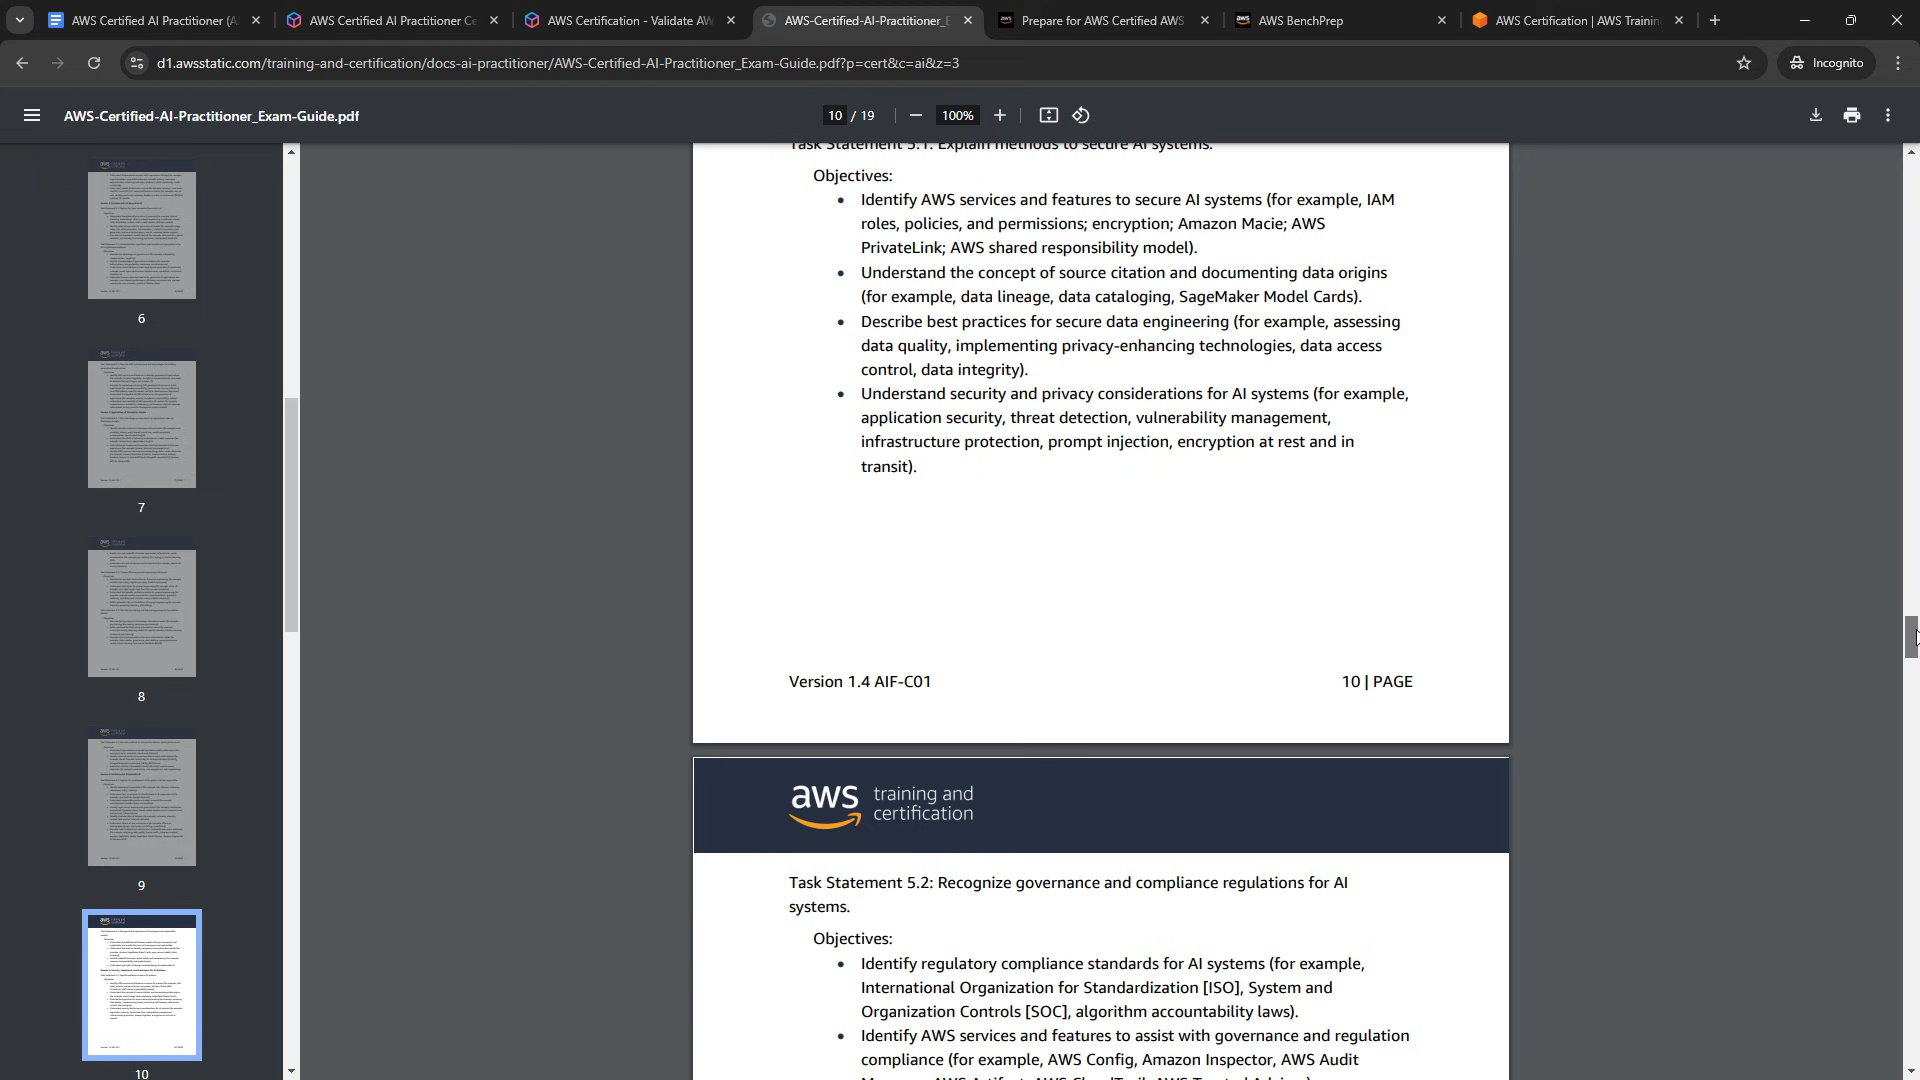 AWS Certified AI Practitioner (A
AWS Certified AI Practitioner Ce
AWS Certification - Validate AW
AWS-Certified-AI-Practitioner_E
Prepare for AWS Certified AWS
AWS BenchPrep
AWS Certification | AWS Trainin
d1.awsstatic.com/training-and-certification/docs-ai-practitioner/AWS-Certified-AI-Practitioner_Exam-Guide.pdf?p=cert&c=ai&z=3
Incognito
AWS-Certified-AI-Practitioner_Exam-Guide.pdf
10 / 19
100%
6
7
8
9
10
Task Statement 5.1: Explain methods to secure AI systems.
Objectives:
• Identify AWS services and features to secure AI systems (for example, IAM
roles, policies, and permissions; encryption; Amazon Macie; AWS
PrivateLink; AWS shared responsibility model).
• Understand the concept of source citation and documenting data origins
(for example, data lineage, data cataloging, SageMaker Model Cards).
• Describe best practices for secure data engineering (for example, assessing
data quality, implementing privacy-enhancing technologies, data access
control, data integrity).
• Understand security and privacy considerations for AI systems (for example,
application security, threat detection, vulnerability management,
infrastructure protection, prompt injection, encryption at rest and in
transit).
Version 1.4 AIF-C01
10 | PAGE
aws training and
certification
Task Statement 5.2: Recognize governance and compliance regulations for AI
systems.
Objectives:
• Identify regulatory compliance standards for AI systems (for example,
International Organization for Standardization [ISO], System and
Organization Controls [SOC], algorithm accountability laws).
• Identify AWS services and features to assist with governance and regulation
compliance (for example, AWS Config, Amazon Inspector, AWS Audit